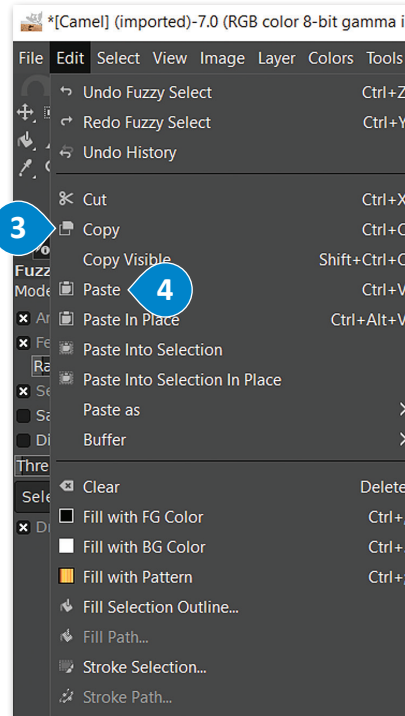 *[Camel] (imported)-7.0 (RGB color 8-bit gamma i
File Edit Select View Image Layer Colors Tools
Undo Fuzzy Select Ctrl+Z
Redo Fuzzy Select Ctrl+Y
Undo History
Cut Ctrl+X
3 Copy Ctrl+C
Copy Visible Shift+Ctrl+C
Fuzz
Mode
Paste 4 Ctrl+V
Paste In Place Ctrl+Alt+V
Paste Into Selection
Ra
Paste Into Selection In Place
Paste as
Buffer
Thre
Clear Delete
Sele
Fill with FG Color Ctrl+,
Fill with BG Color Ctrl+.
Fill with Pattern Ctrl+;
Fill Selection Outline...
Fill Path...
Stroke Selection...
Stroke Path...